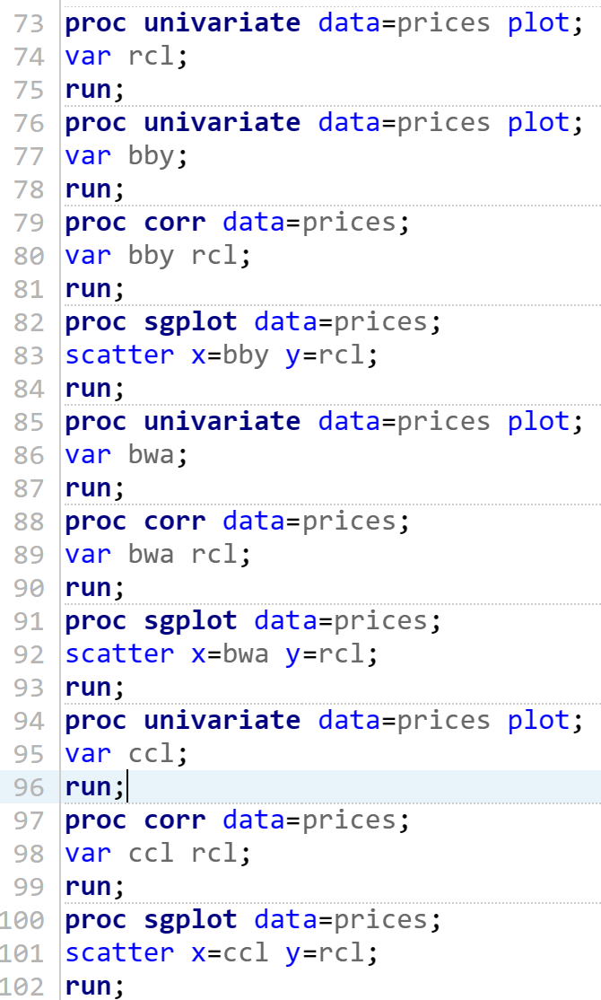 73 proc univariate data=prices plot;
74 var rcl;
75 run;
76 proc univariate data=prices plot;
77 var bby;
78 run;
79 proc corr data=prices;
80 var bby rcl;
81 run;
82 proc sgplot data=prices;
83 scatter x=bby y=rcl;
84 run;
85 proc univariate data=prices plot;
86 var bwa;
87 run;
88 proc corr data=prices;
89 var bwa rcl;
90 run;
91 proc sgplot data=prices;
92 scatter x=bwa y=rcl;
93 run;
94 proc univariate data=prices plot;
95 var ccl;
96 run;
97 proc corr data=prices;
98 var ccl rcl;
99 run;
100 proc sgplot data=prices;
101 scatter x=ccl y=rcl;
102 run;